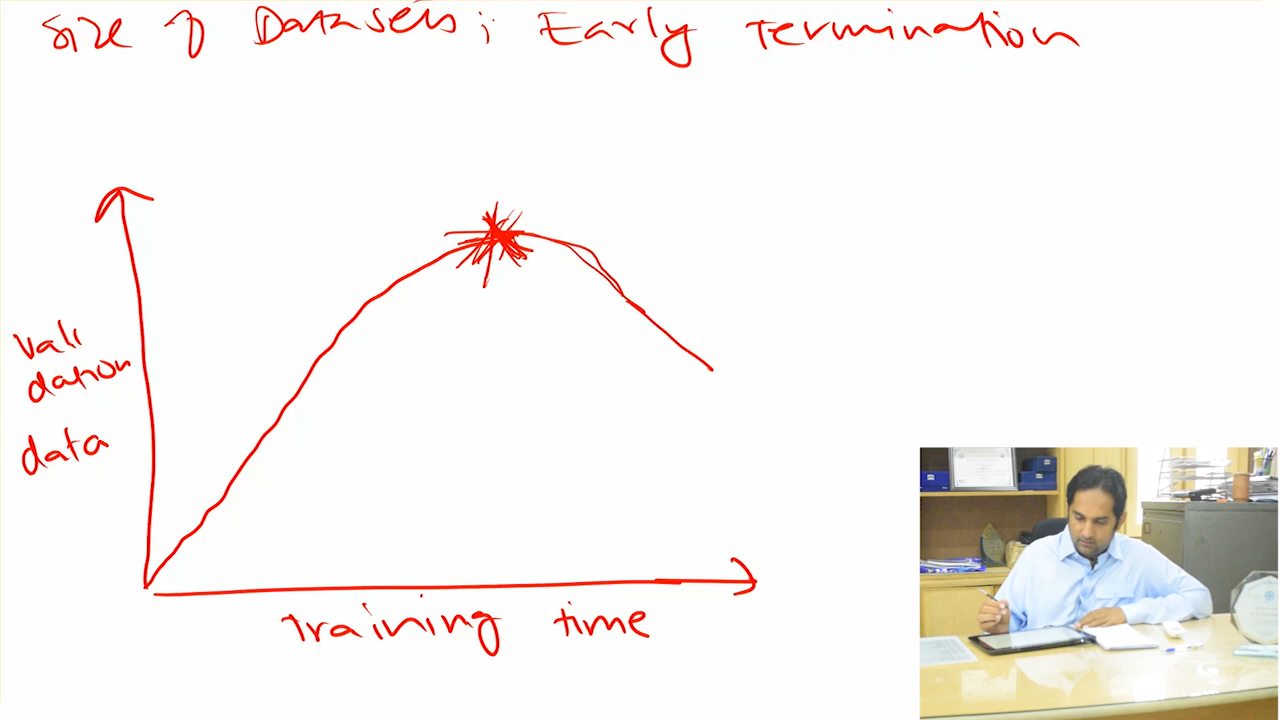 Size of Datasets; Early Termination
Vali
dation
data
training time